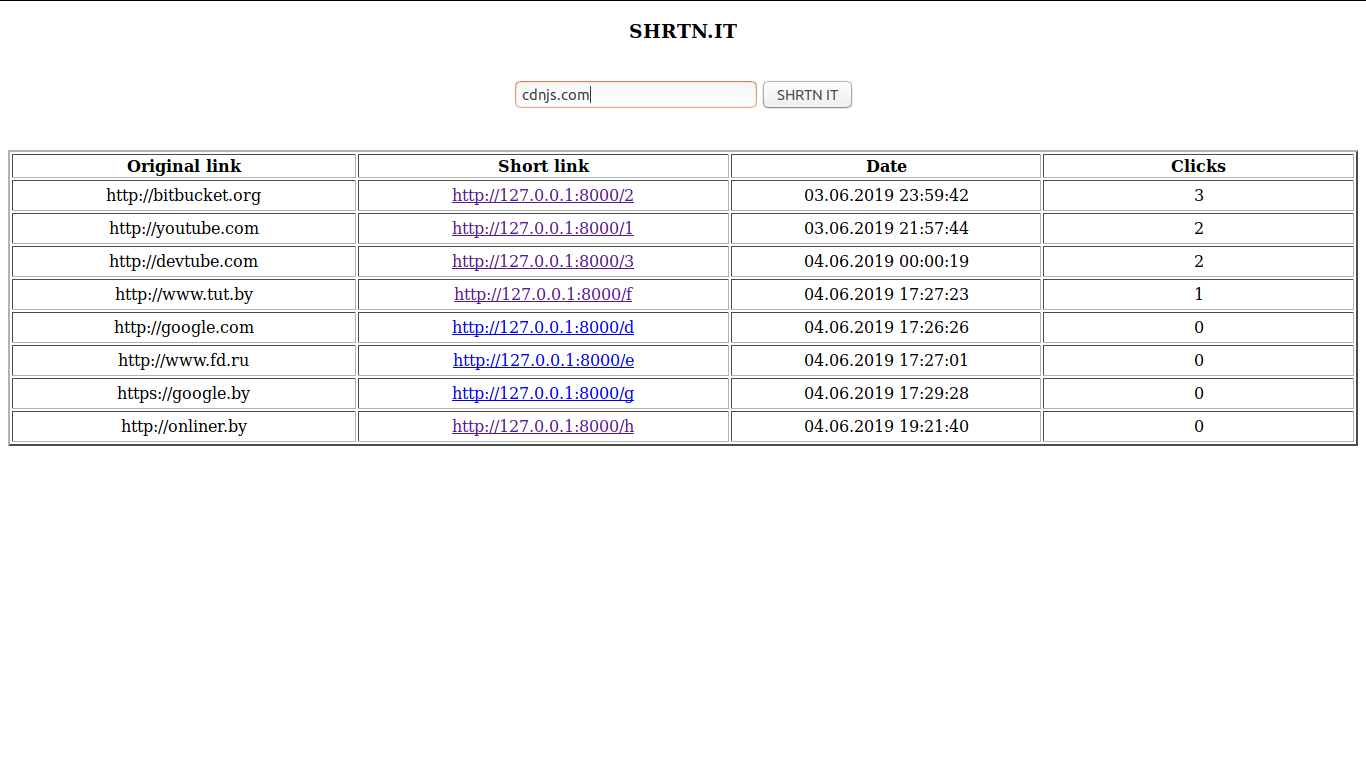 SHRTN.IT
cdnjs.com SHRTN IT
Original link Short link Date Clicks
http://bitbucket.org http://127.0.0.1:8000/2 03.06.2019 23:59:42 3
http://youtube.com http://127.0.0.1:8000/1 03.06.2019 21:57:44 2
http://devtube.com http://127.0.0.1:8000/3 04.06.2019 00:00:19 2
http://www.tut.by http://127.0.0.1:8000/f 04.06.2019 17:27:23 1
http://google.com http://127.0.0.1:8000/d 04.06.2019 17:26:26 0
http://www.fd.ru http://127.0.0.1:8000/e 04.06.2019 17:27:01 0
https://google.by http://127.0.0.1:8000/g 04.06.2019 17:29:28 0
http://onliner.by http://127.0.0.1:8000/h 04.06.2019 19:21:40 0